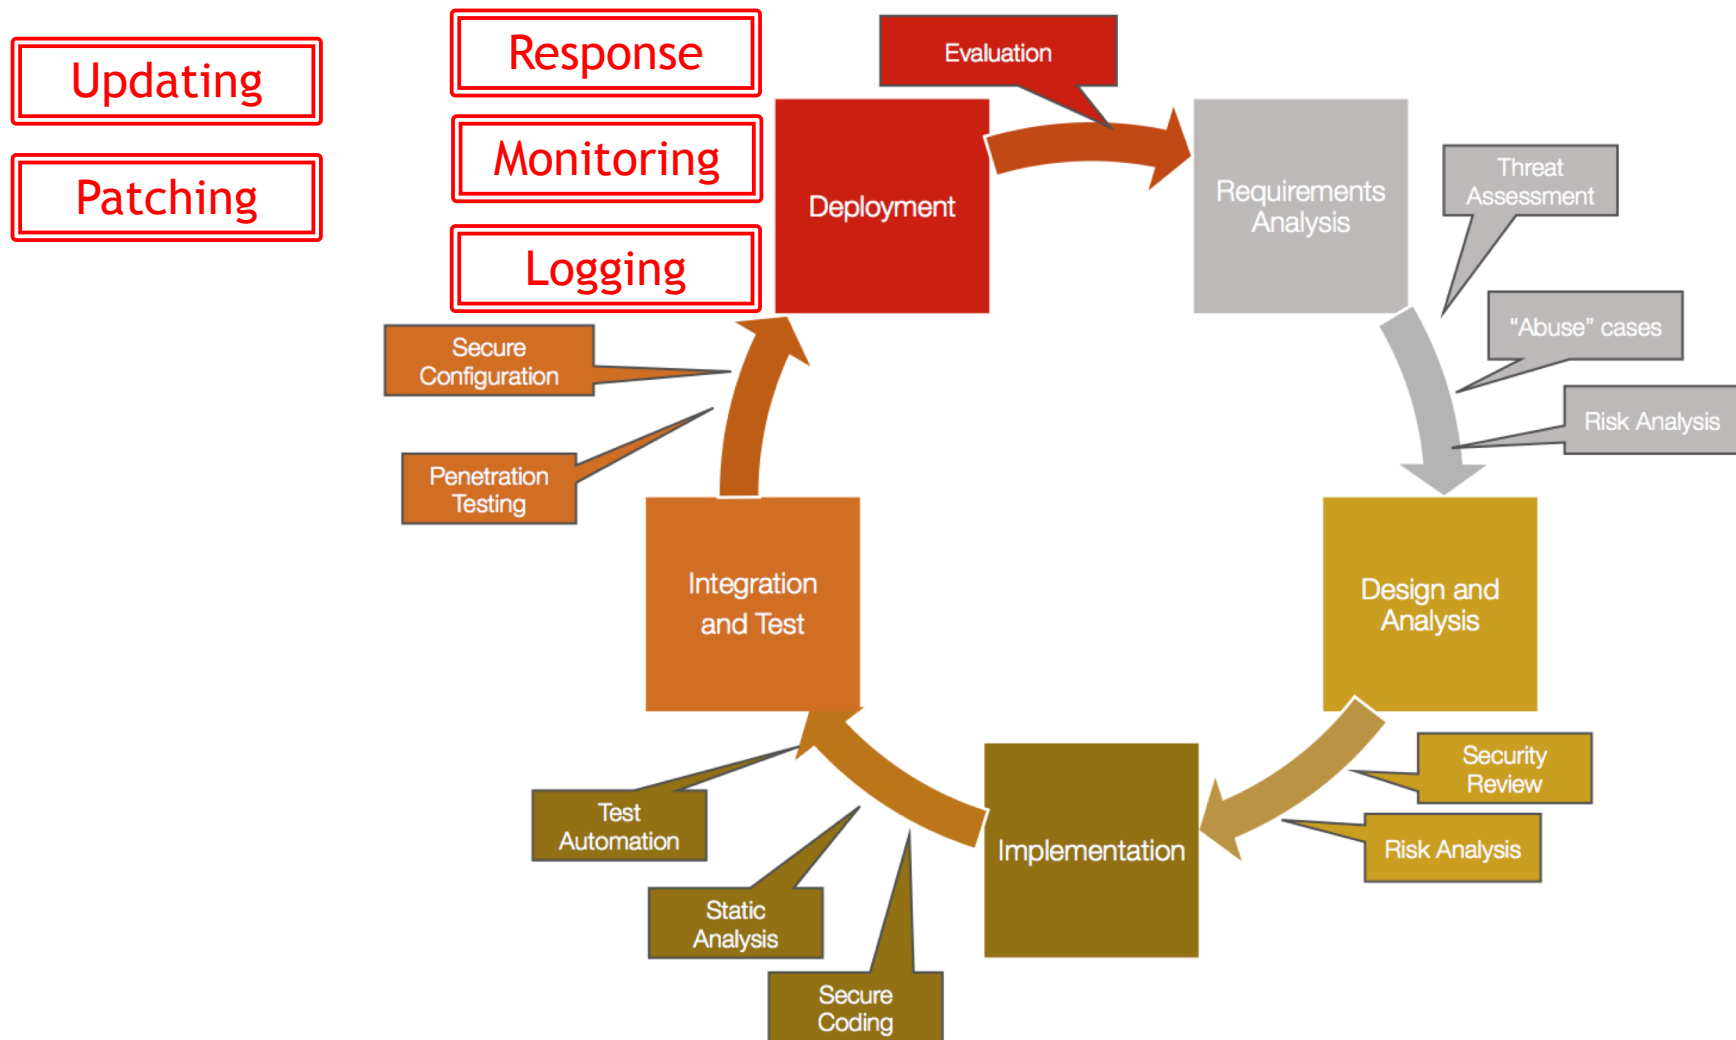 Updating
Patching
Response
Monitoring
Logging
Evaluation
Deployment
Requirements
Analysis
Threat
Assessment
“Abuse” cases
Risk Analysis
Design and
Analysis
Security
Review
Risk Analysis
Implementation
Secure
Coding
Static
Analysis
Test
Automation
Integration
and Test
Penetration
Testing
Secure
Configuration